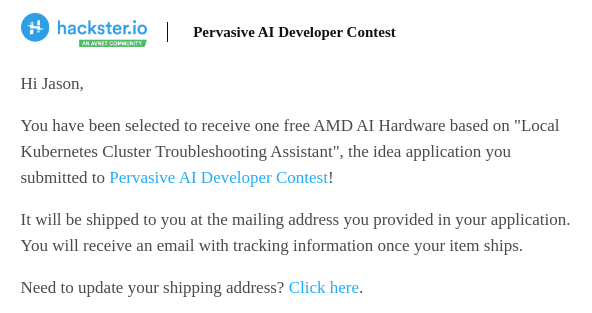 hackster.io
AN AVNET COMMUNITY
Pervasive AI Developer Contest
Hi Jason,
You have been selected to receive one free AMD AI Hardware based on "Local
Kubernetes Cluster Troubleshooting Assistant", the idea application you
submitted to Pervasive AI Developer Contest!
It will be shipped to you at the mailing address you provided in your application.
You will receive an email with tracking information once your item ships.
Need to update your shipping address? Click here.